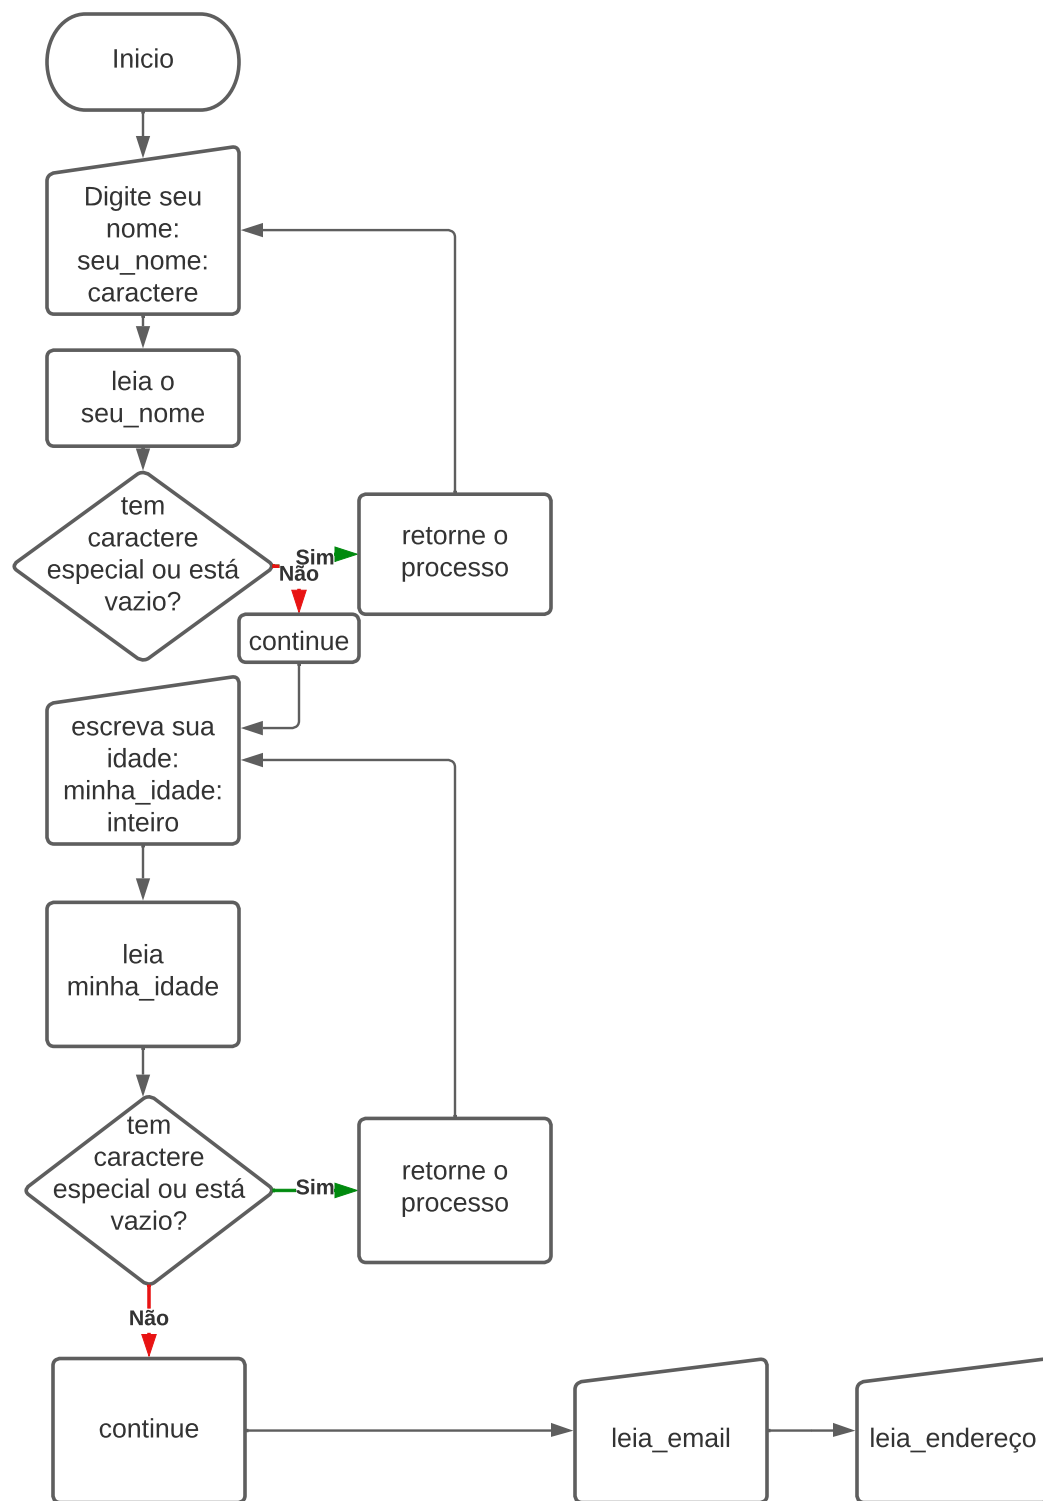 Inicio
Digite seu
nome:
seu_nome:
caractere
leia o
seu_nome
tem
caractere
especial ou está
vazio?
Sim
Não
retorne o
processo
continue
escreva sua
idade:
minha_idade:
inteiro
leia
minha_idade
tem
caractere
especial ou está
vazio?
Sim
retorne o
processo
Não
continue
leia_email
leia_endereço